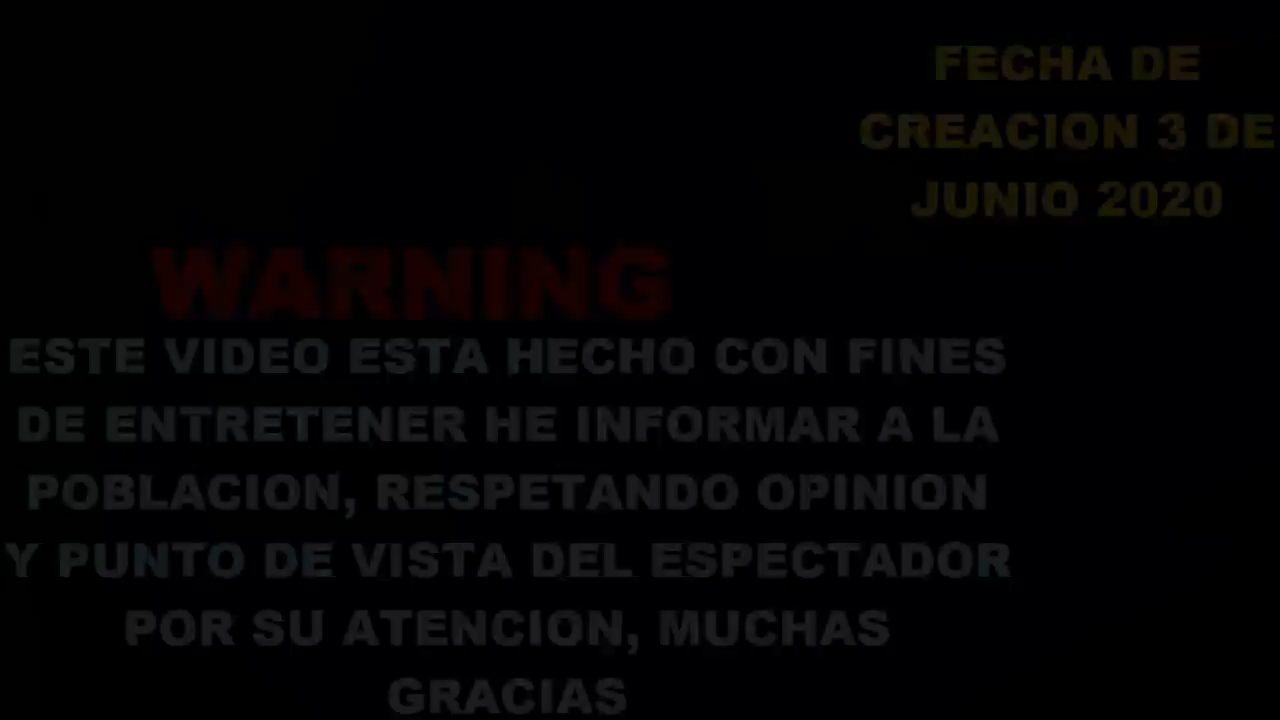 FECHA DE
CREACION 3 DE
JUNIO 2020
WARNING
ESTE VIDEO ESTA HECHO CON FINES
DE ENTRETENER HE INFORMAR A LA
POBLACION, RESPETANDO OPINION
Y PUNTO DE VISTA DEL ESPECTADOR
POR SU ATENCION, MUCHAS
GRACIAS